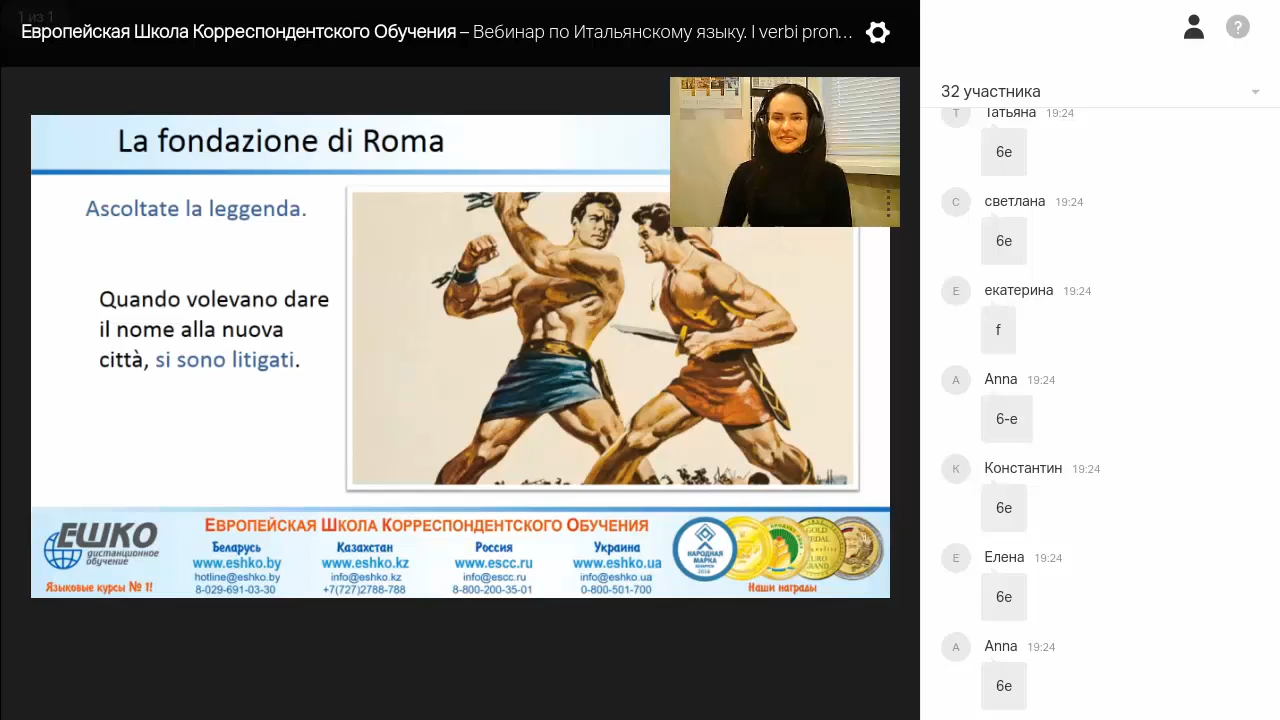 1 из 1
Европейская Школа Корреспондентского Обучения – Вебинар по Итальянскому языку. I verbi pron...
La fondazione di Roma
Ascoltate la leggenda.
Quando volevano dare
il nome alla nuova
città, si sono litigati.
ЕШКО
дистанционное
обучение
Языковые курсы № 1!
Европейская Школа Корреспондентского Обучения
Беларусь
www.eshko.by
hotline@eshko.by
8-029-691-03-30
Казахстан
www.eshko.kz
info@eshko.kz
+7(727)2788-788
Россия
www.escc.ru
info@escc.ru
8-800-200-35-01
Украина
www.eshko.ua
info@eshko.ua
0-800-501-700
НАРОДНАЯ
МАРКА
Наши награды
?
32 участника
Т
Татьяна 19:24
6е
С
светлана 19:24
6е
Е
екатерина 19:24
f
A
Anna 19:24
6-e
К
Константин 19:24
6е
Е
Елена 19:24
6е
A
Anna 19:24
6e